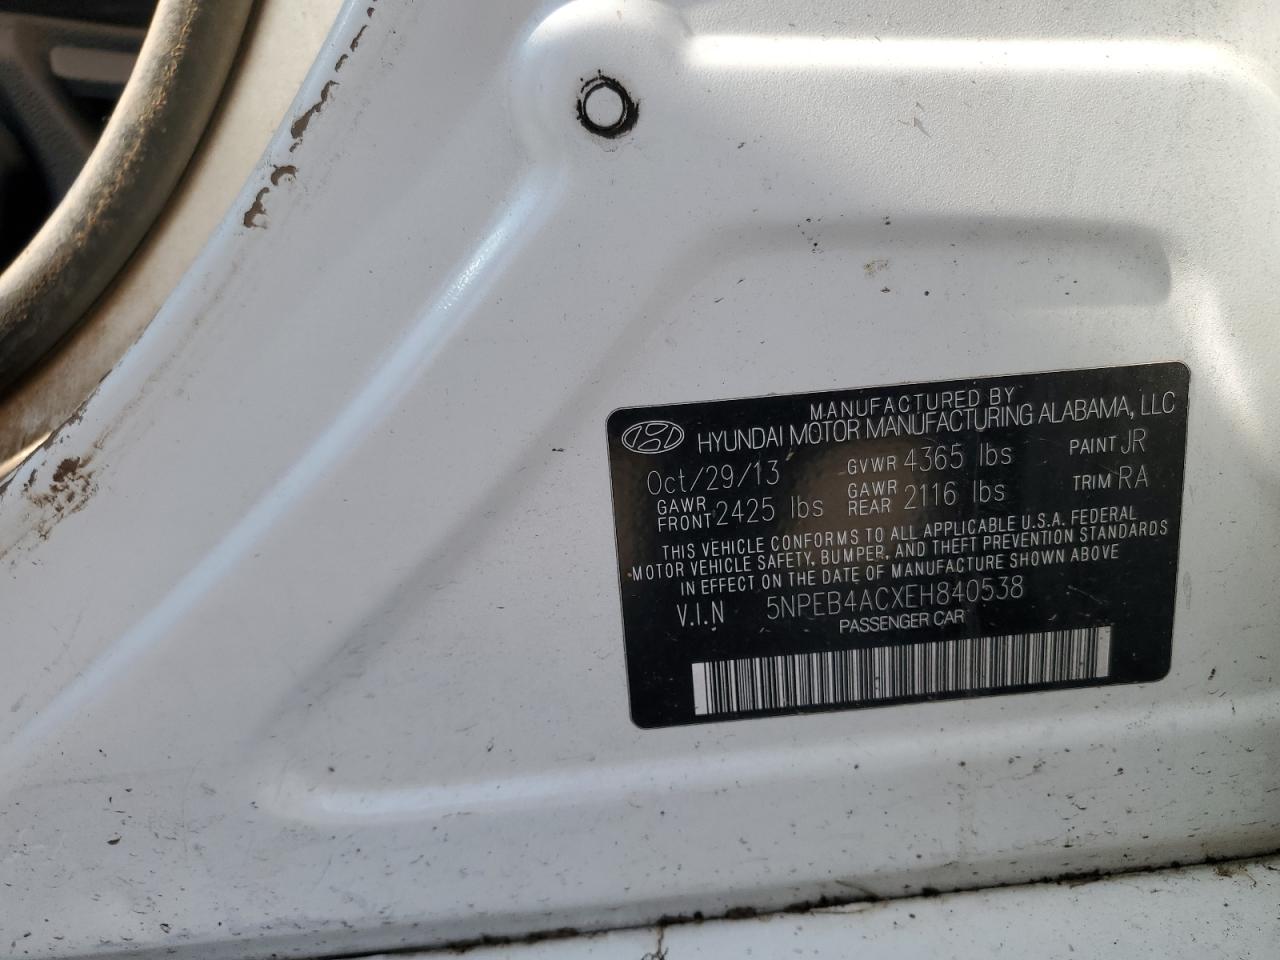 MANUFACTURED BY
HYUNDAI MOTOR MANUFACTURING ALABAMA, LLC
Oct/29/13 GVWR 4365 lbs PAINT JR
GAWR FRONT 2425 lbs GAWR REAR 2116 lbs TRIM RA
THIS VEHICLE CONFORMS TO ALL APPLICABLE U.S.A. FEDERAL
MOTOR VEHICLE SAFETY, BUMPER, AND THEFT PREVENTION STANDARDS
IN EFFECT ON THE DATE OF MANUFACTURE SHOWN ABOVE
V.I.N 5NPEB4ACXEH840538
PASSENGER CAR